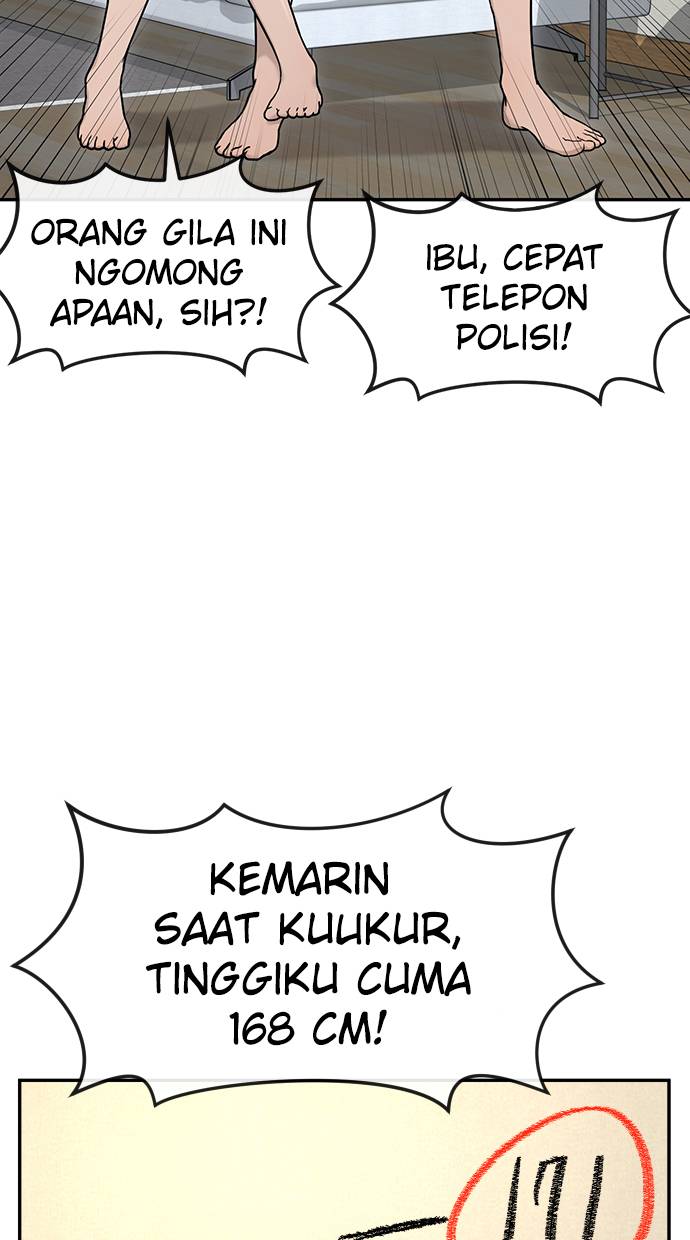 ORANG GILA INI
NGOMONG
APAAN, SIH?!
IBU, CEPAT
TELEPON
POLISI!
KEMARIN
SAAT KUUKUR,
TINGGIKU CUMA
168 CM!